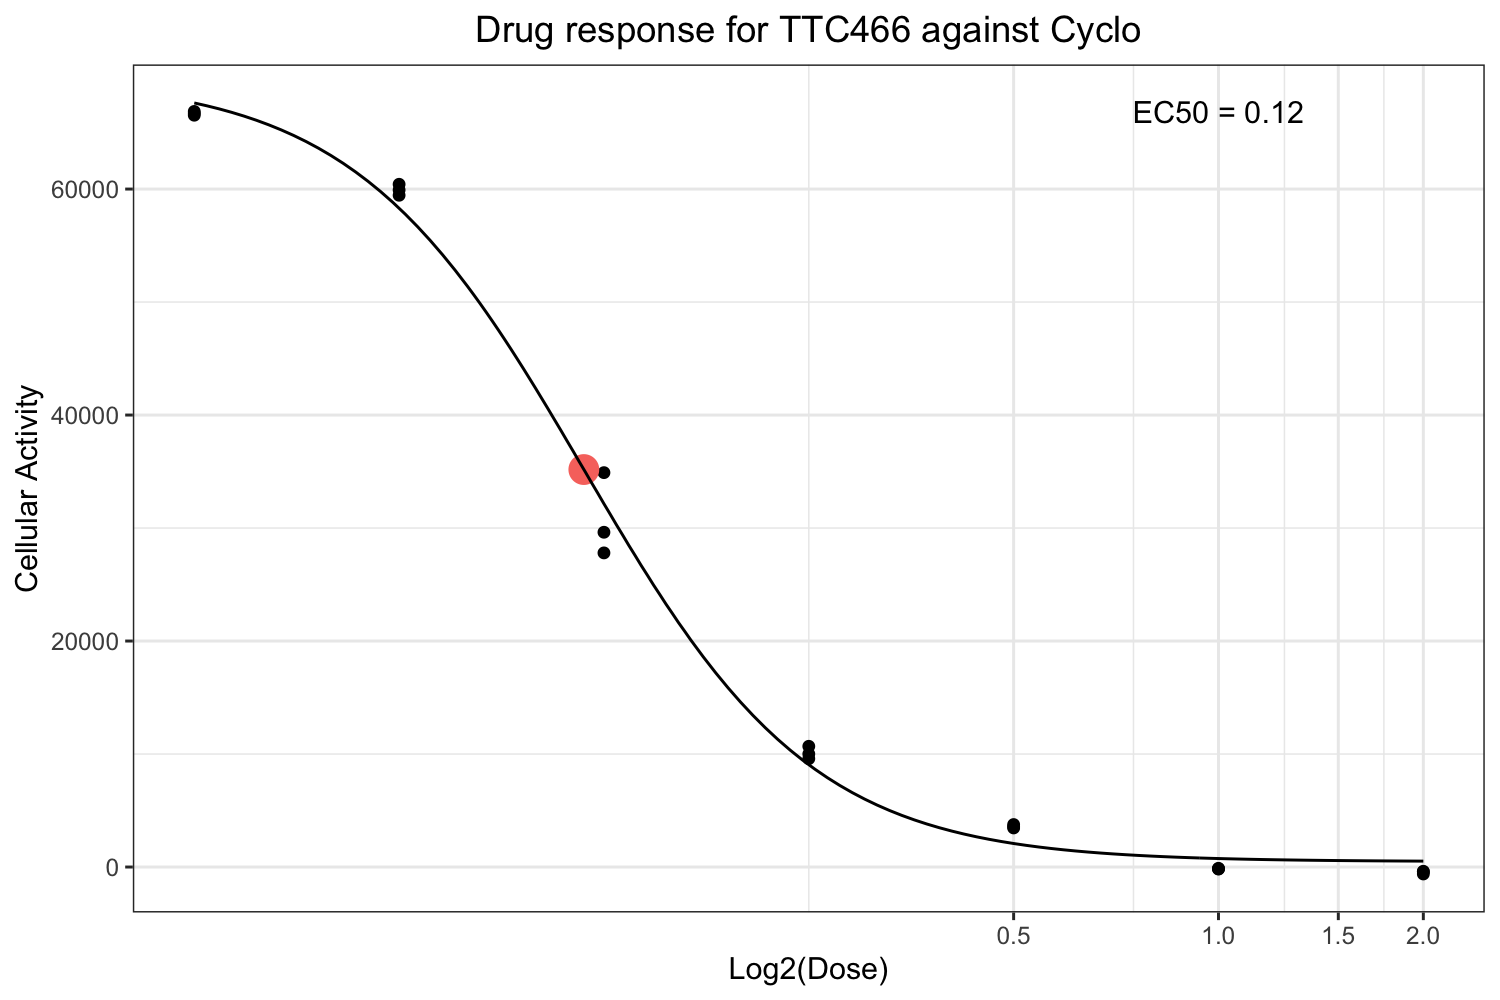 Drug response for TTC466 against Cyclo
EC50 = 0.12
60000
40000
20000
0
Cellular Activity
0.5 1.0 1.5 2.0
Log2(Dose)